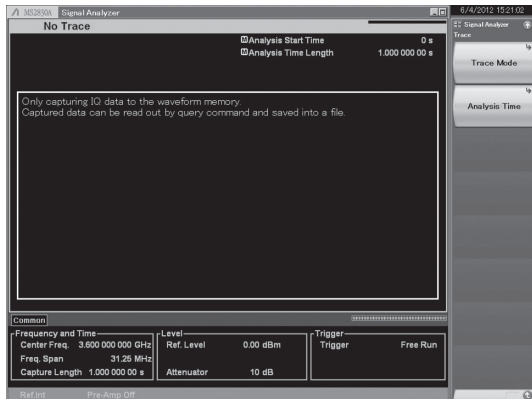 MS2830A Signal Analyzer
6/4/2012 15:21:02
No Trace
Signal Analyzer
Trace
Analysis Start Time 0 s
Analysis Time Length 1.000 000 00 s
Trace Mode
Analysis Time
Only capturing IQ data to the waveform memory.
Captured data can be read out by query command and saved into a file.
Common
Frequency and Time
Center Freq. 3.600 000 000 GHz
Freq. Span 31.25 MHz
Capture Length 1.000 000 00 s
Level
Ref. Level 0.00 dBm
Attenuator 10 dB
Trigger
Trigger Free Run
Ref.Int Pre-Amp Off